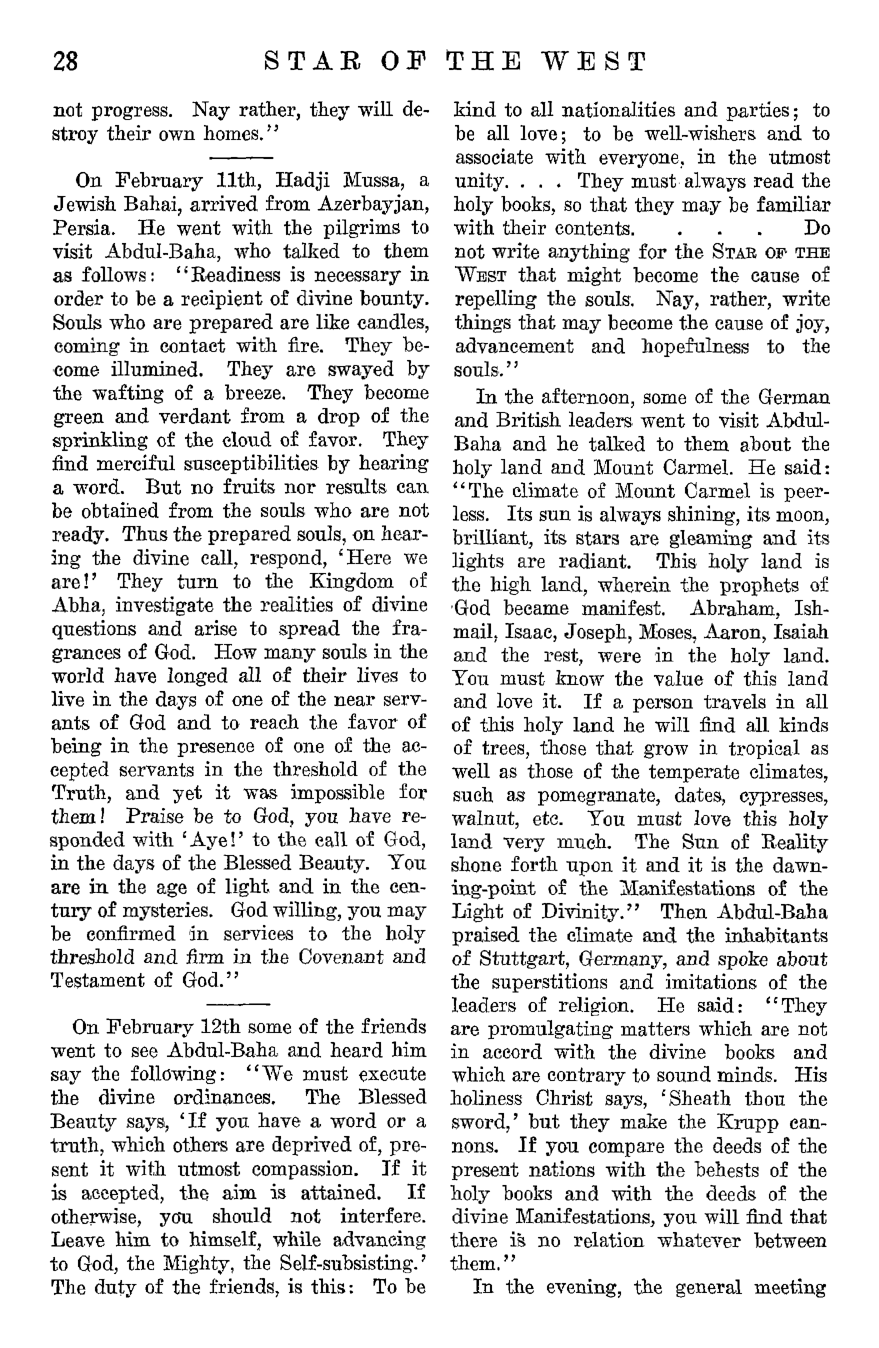 28
STAR OF THE WEST
not progress. Nay rather, they will de-
stroy their own homes."
On February 11th, Hadji Mussa, a
Jewish Bahai, arrived from Azerbayjan,
Persia. He went with the pilgrims to
visit Abdul-Baha, who talked to them
as follows: "Readiness is necessary in
order to be a recipient of divine bounty.
Souls who are prepared are like candles,
coming in contact with fire. They be-
come illumined. They are swayed by
the wafting of a breeze. They become
green and verdant from a drop of the
sprinkling of the cloud of favor. They
find merciful susceptibilities by hearing
a word. But no fruits nor results can
be obtained from the souls who are not
ready. Thus the prepared souls, on hear-
ing the divine call, respond, 'Here we
are!' They turn to the Kingdom of
Abha, investigate the realities of divine
questions and arise to spread the fra-
grances of God. How many souls in the
world have longed all of their lives to
live in the days of one of the near serv-
ants of God and to reach the favor of
being in the presence of one of the ac-
cepted servants in the threshold of the
Truth, and yet it was impossible for
them! Praise be to God, you have re-
sponded with 'Aye!' to the call of God,
in the days of the Blessed Beauty. You
are in the age of light and in the cen-
tury of mysteries. God willing, you may
be confirmed in services to the holy
threshold and firm in the Covenant and
Testament of God."
On February 12th some of the friends
went to see Abdul-Baha and heard him
say the following: "We must execute
the divine ordinances. The Blessed
Beauty says, 'If you have a word or a
truth, which others are deprived of, pre-
sent it with utmost compassion. If it
is accepted, the aim is attained. If
otherwise, you should not interfere.
Leave him to himself, while advancing
to God, the Mighty, the Self-subsisting.'
The duty of the friends, is this: To be
kind to all nationalities and parties; to
be all love; to be well-wishers and to
associate with everyone, in the utmost
unity. . . . They must always read the
holy books, so that they may be familiar
with their contents. . . . Do
not write anything for the STAR OF THE
WEST that might become the cause of
repelling the souls. Nay, rather, write
things that may become the cause of joy,
advancement and hopefulness to the
souls."
In the afternoon, some of the German
and British leaders went to visit Abdul-
Baha and he talked to them about the
holy land and Mount Carmel. He said:
"The climate of Mount Carmel is peer-
less. Its sun is always shining, its moon,
brilliant, its stars are gleaming and its
lights are radiant. This holy land is
the high land, wherein the prophets of
God became manifest. Abraham, Ish-
mail, Isaac, Joseph, Moses, Aaron, Isaiah
and the rest, were in the holy land.
You must know the value of this land
and love it. If a person travels in all
of this holy land he will find all kinds
of trees, those that grow in tropical as
well as those of the temperate climates,
such as pomegranate, dates, cypresses,
walnut, etc. You must love this holy
land very much. The Sun of Reality
shone forth upon it and it is the dawn-
ing-point of the Manifestations of the
Light of Divinity." Then Abdul-Baha
praised the climate and the inhabitants
of Stuttgart, Germany, and spoke about
the superstitions and imitations of the
leaders of religion. He said: "They
are promulgating matters which are not
in accord with the divine books and
which are contrary to sound minds. His
holiness Christ says, 'Sheath thou the
sword,' but they make the Krupp can-
nons. If you compare the deeds of the
present nations with the behests of the
holy books and with the deeds of the
divine Manifestations, you will find that
there is no relation whatever between
them."
In the evening, the general meeting